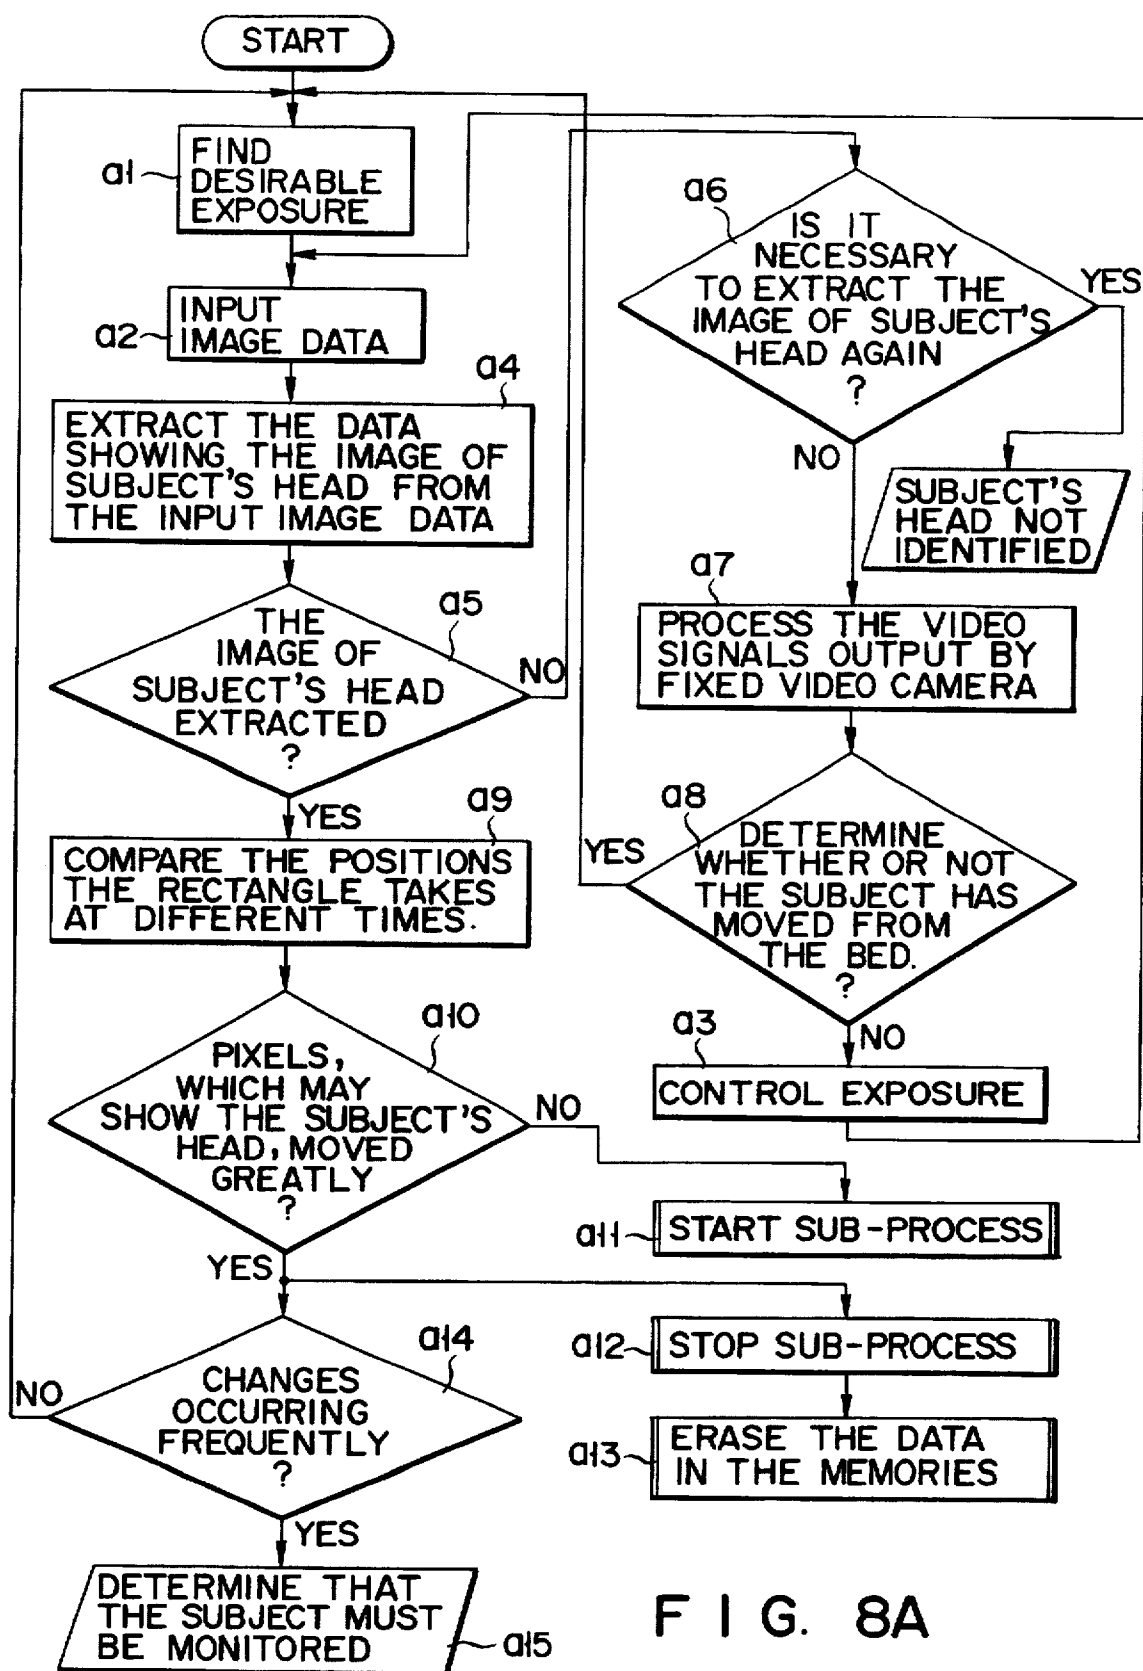 START
a1
FIND
DESIRABLE
EXPOSURE
a2
INPUT
IMAGE DATA
a4
EXTRACT THE DATA
SHOWING, THE IMAGE OF
SUBJECT'S HEAD FROM
THE INPUT IMAGE DATA
a5
THE
IMAGE OF
SUBJECT'S HEAD
EXTRACTED
?
NO
YES
a6
IS IT
NECESSARY
TO EXTRACT THE
IMAGE OF SUBJECT'S
HEAD AGAIN
?
YES
NO
SUBJECT'S
HEAD NOT
IDENTIFIED
a7
PROCESS THE VIDEO
SIGNALS OUTPUT BY
FIXED VIDEO CAMERA
a8
DETERMINE
WHETHER OR NOT
THE SUBJECT HAS
MOVED FROM
THE BED.
?
YES
NO
a3
CONTROL EXPOSURE
a9
COMPARE THE POSITIONS
THE RECTANGLE TAKES
AT DIFFERENT TIMES.
a10
PIXELS,
WHICH MAY
SHOW THE SUBJECT'S
HEAD, MOVED
GREATLY
?
NO
YES
a11
START SUB-PROCESS
a12
STOP SUB-PROCESS
a13
ERASE THE DATA
IN THE MEMORIES
a14
CHANGES
OCCURRING
FREQUENTLY
?
NO
YES
DETERMINE THAT
THE SUBJECT MUST
BE MONITORED
a15
FIG. 8A